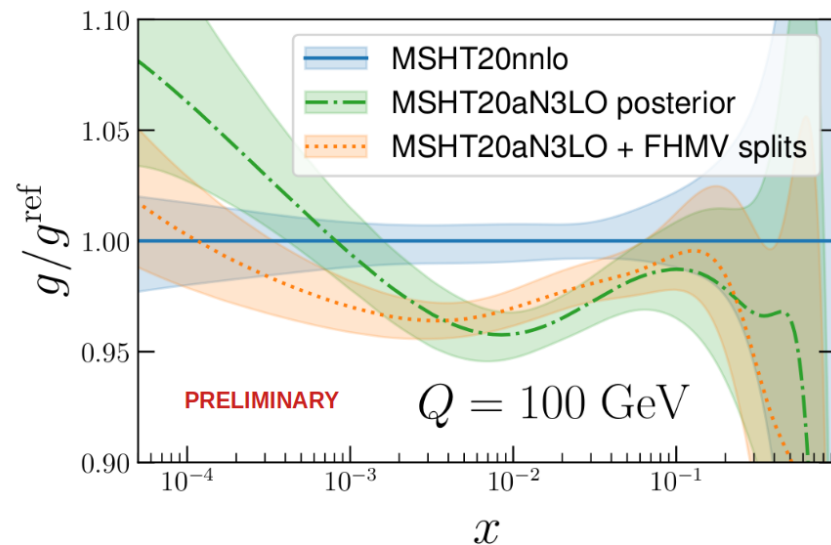 1.10
1.05
1.00
0.95
0.90
g/g^ref
MSHT20nnlo
MSHT20aN3LO posterior
MSHT20aN3LO + FHMV splits
PRELIMINARY
Q = 100 GeV
10⁻⁴
10⁻³
10⁻²
10⁻¹
x